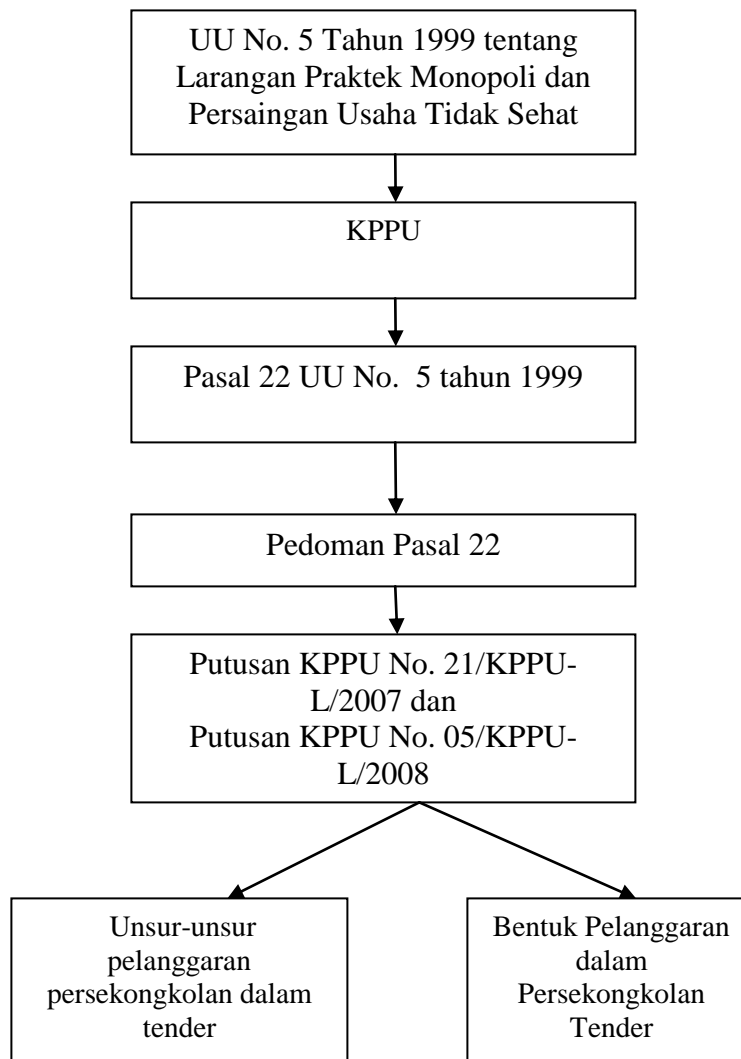 UU No. 5 Tahun 1999 tentang
Larangan Praktek Monopoli dan
Persaingan Usaha Tidak Sehat
KPPU
Pasal 22 UU No.  5 tahun 1999
Pedoman Pasal 22
Putusan KPPU No. 21/KPPU-
L/2007 dan
Putusan KPPU No. 05/KPPU-
L/2008
Unsur-unsur
pelanggaran
persekongkolan dalam
tender
Bentuk Pelanggaran
dalam
Persekongkolan
Tender